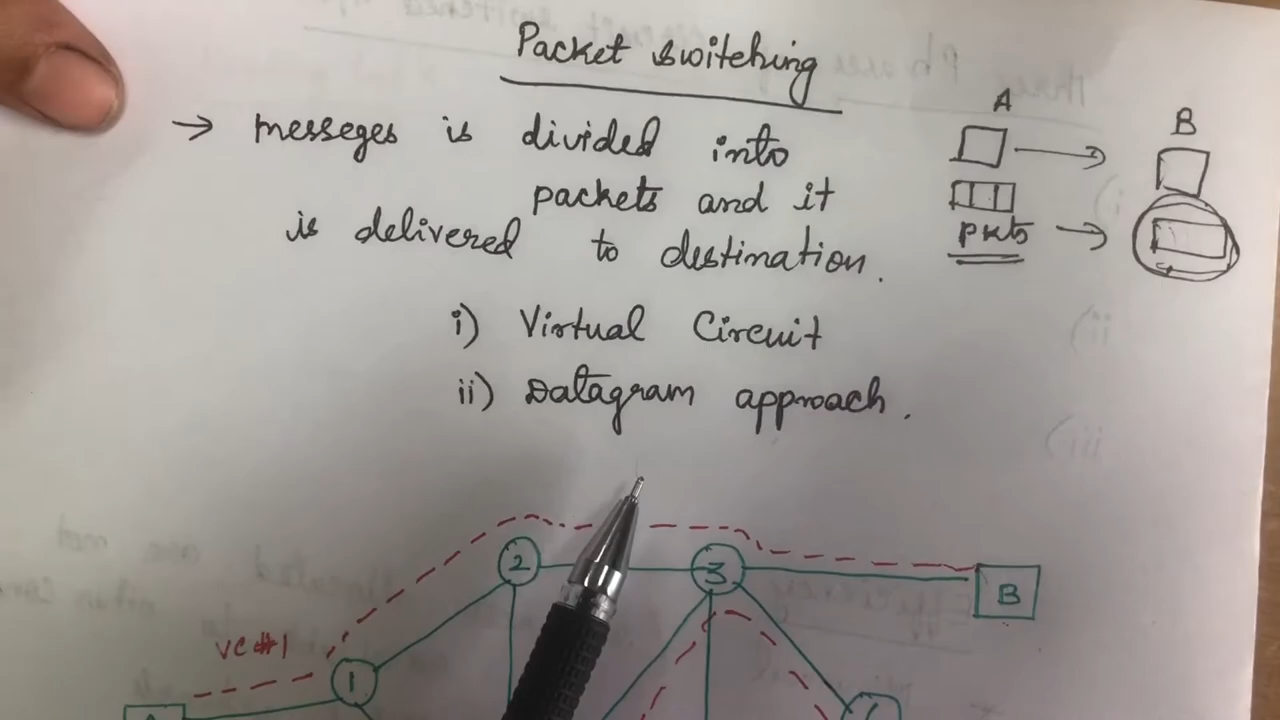 Packet switching
→ messeges is divided into
packets and it
is delivered to destination.
i) Virtual Circuit
ii) Datagram approach.
A
B
pkts
2
3
B
VC#1
1